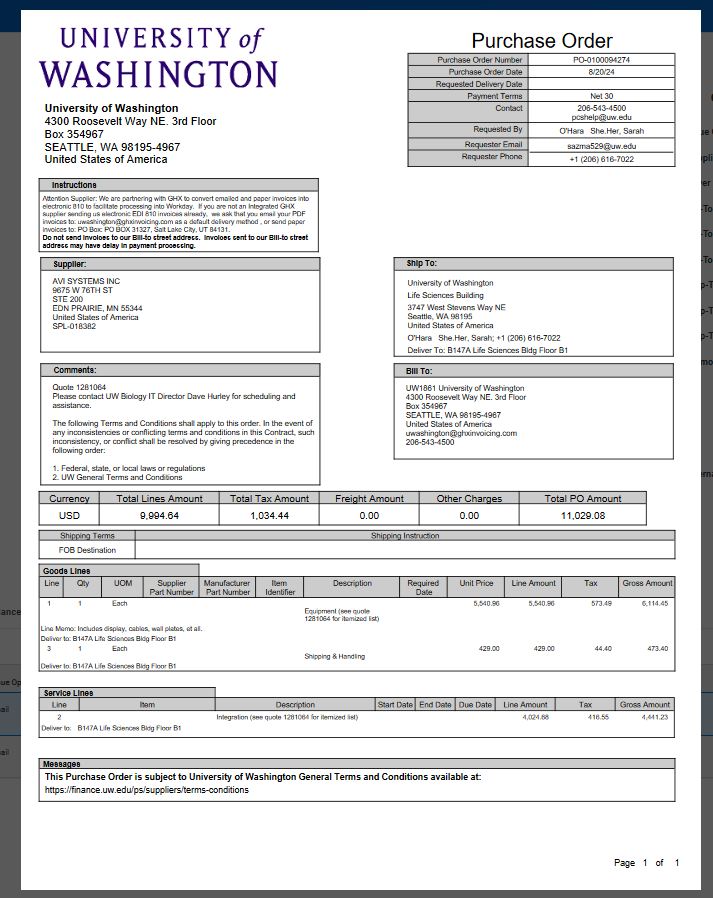 UNIVERSITY of
WASHINGTON
University of Washington
4300 Roosevelt Way NE. 3rd Floor
Box 354967
SEATTLE, WA 98195-4967
United States of America
Purchase Order
Purchase Order Number PO-0100094274
Purchase Order Date 8/20/24
Requested Delivery Date
Payment Terms Net 30
Contact 206-543-4500
pcshelp@uw.edu
Requested By O'Hara She.Her, Sarah
Requester Email sazma529@uw.edu
Requester Phone +1 (206) 616-7022
Instructions
Attention Supplier: We are partnering with GHX to convert emailed and paper invoices into
electronic 810 to facilitate processing into Workday. If you are not an Integrated GHX
supplier sending us electronic EDI 810 invoices already, we ask that you email your PDF
invoices to: uwashington@ghxinvoicing.com as a default delivery method , or send paper
invoices to: PO Box: PO BOX 31327, Salt Lake City, UT 84131.
Do not send invoices to our Bill-to street address. Invoices sent to our Bill-to street
address may have delay in payment processing.
Supplier:
AVI SYSTEMS INC
9675 W 76TH ST
STE 200
EDN PRAIRIE, MN 55344
United States of America
SPL-018382
Ship To:
University of Washington
Life Sciences Building
3747 West Stevens Way NE
Seattle, WA 98195
United States of America
O'Hara She.Her, Sarah; +1 (206) 616-7022
Deliver To: B147A Life Sciences Bldg Floor B1
Comments:
Quote 1281064
Please contact UW Biology IT Director Dave Hurley for scheduling and
assistance.
The following Terms and Conditions shall apply to this order. In the event of
any inconsistencies or conflicting terms and conditions in this Contract, such
inconsistency, or conflict shall be resolved by giving precedence in the
following order:
1. Federal, state, or local laws or regulations
2. UW General Terms and Conditions
Bill To:
UW1861 University of Washington
4300 Roosevelt Way NE. 3rd Floor
Box 354967
SEATTLE, WA 98195-4967
United States of America
uwashington@ghxinvoicing.com
206-543-4500
Currency Total Lines Amount Total Tax Amount Freight Amount Other Charges Total PO Amount
USD 9,994.64 1,034.44 0.00 0.00 11,029.08
Shipping Terms Shipping Instruction
FOB Destination
Goods Lines
Line Qty UOM Supplier Part Number Manufacturer Part Number Item Identifier Description Required Date Unit Price Line Amount Tax Gross Amount
1 1 Each 5,540.96 5,540.96 573.49 6,114.45
Equipment (see quote
1281064 for itemized list)
Line Memo: Includes display, cables, wall plates, et all.
Deliver to: B147A Life Sciences Bldg Floor B1
3 1 Each 429.00 429.00 44.40 473.40
Shipping & Handling
Deliver to: B147A Life Sciences Bldg Floor B1
Service Lines
Line Item Description Start Date End Date Due Date Line Amount Tax Gross Amount
2 Integration (see quote 1281064 for itemized list) 4,024.68 416.55 4,441.23
Deliver to: B147A Life Sciences Bldg Floor B1
Messages
This Purchase Order is subject to University of Washington General Terms and Conditions available at:
https://finance.uw.edu/ps/suppliers/terms-conditions
Page 1 of 1